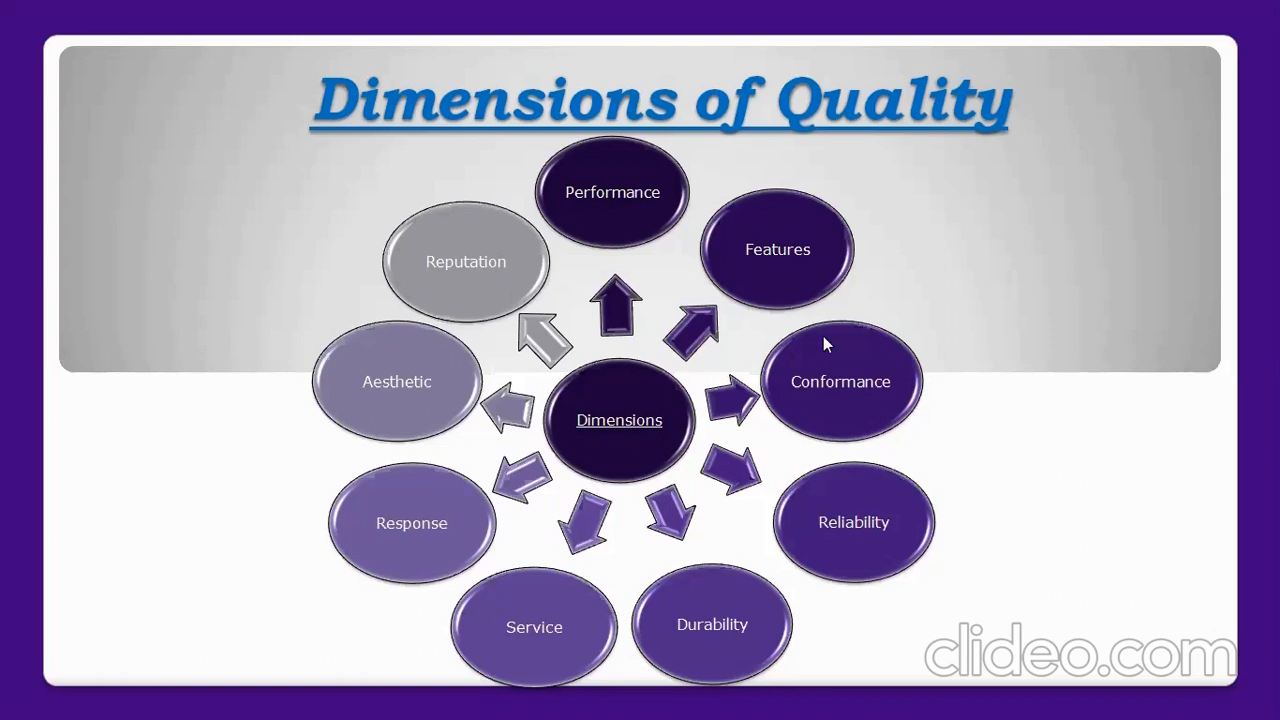 Dimensions of Quality
Performance
Features
Conformance
Reliability
Durability
Service
Response
Aesthetic
Reputation
Dimensions
clideo.com